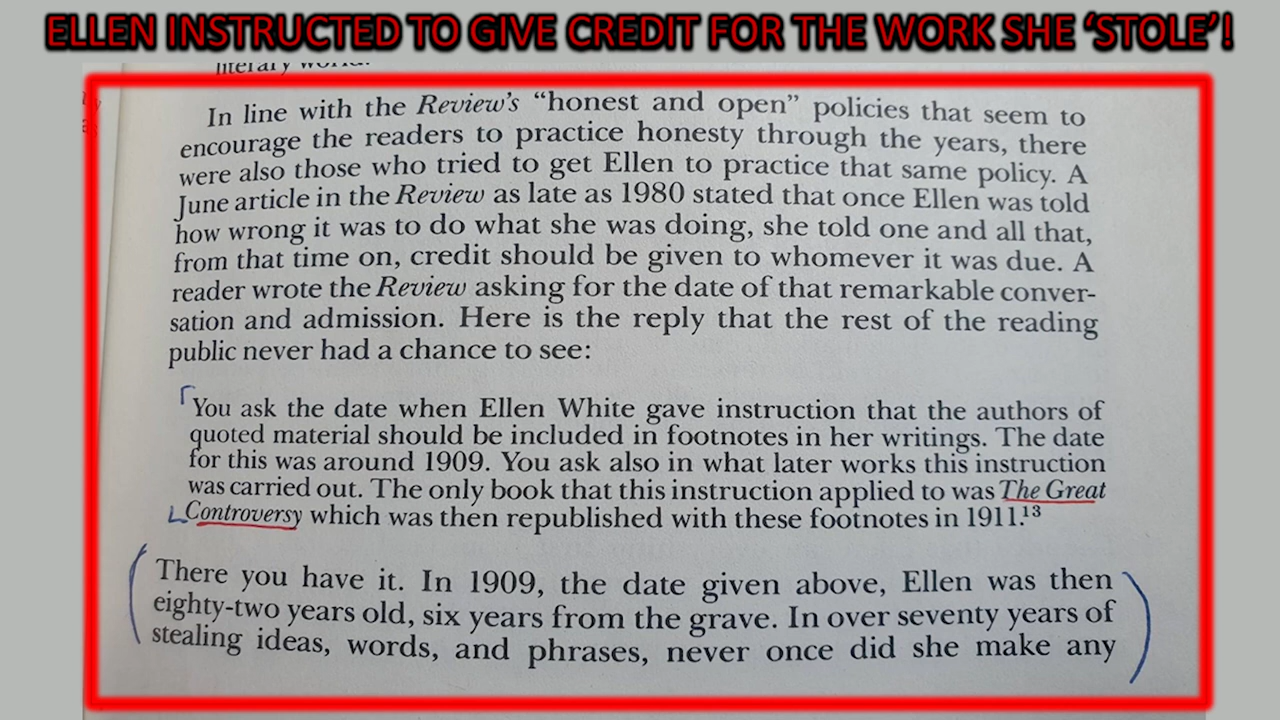 ELLEN INSTRUCTED TO GIVE CREDIT FOR THE WORK SHE ‘STOLE’!
literary world.
In line with the Review’s “honest and open” policies that seem to
encourage the readers to practice honesty through the years, there
were also those who tried to get Ellen to practice that same policy. A
June article in the Review as late as 1980 stated that once Ellen was told
how wrong it was to do what she was doing, she told one and all that,
from that time on, credit should be given to whomever it was due. A
reader wrote the Review asking for the date of that remarkable conver-
sation and admission. Here is the reply that the rest of the reading
public never had a chance to see:
You ask the date when Ellen White gave instruction that the authors of
quoted material should be included in footnotes in her writings. The date
for this was around 1909. You ask also in what later works this instruction
was carried out. The only book that this instruction applied to was The Great
Controversy which was then republished with these footnotes in 1911.¹³
There you have it. In 1909, the date given above, Ellen was then
eighty-two years old, six years from the grave. In over seventy years of
stealing ideas, words, and phrases, never once did she make any